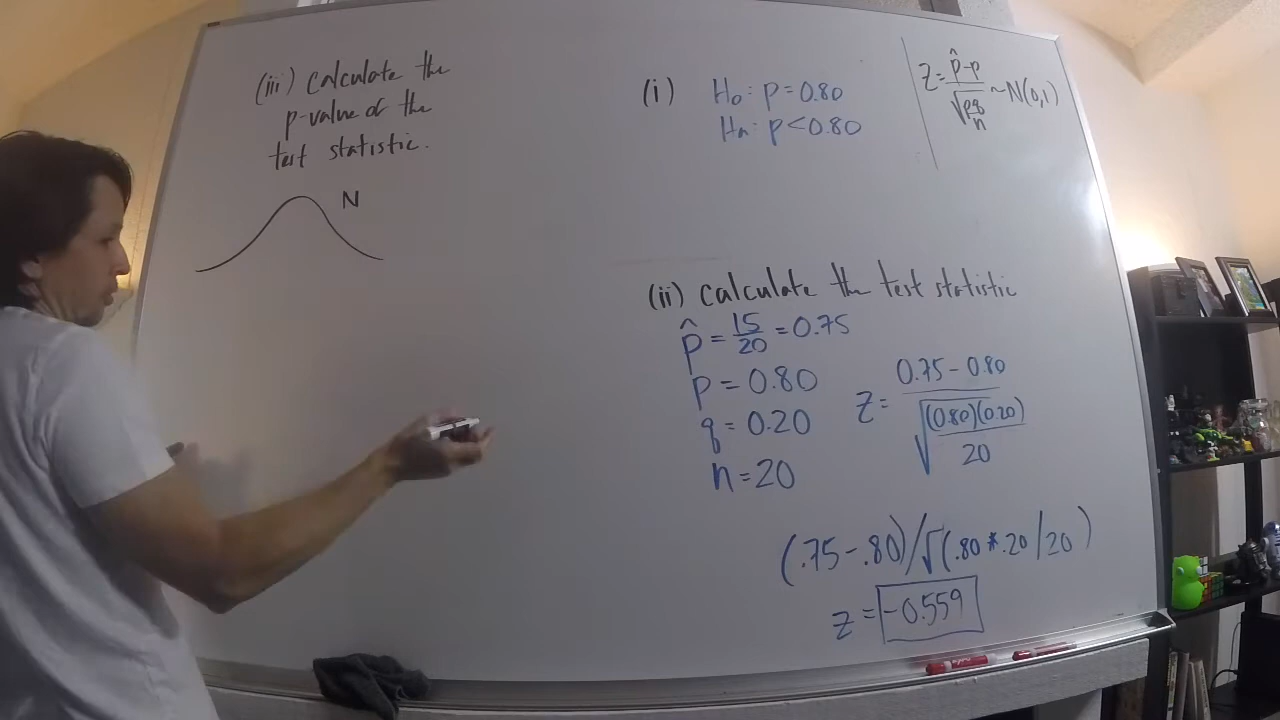 (iii) Calculate the
p-value of the
test statistic.
N
(i) H₀: p = 0.80
Hₐ: p < 0.80
Z = p̂-p / √(pq/n) ~ N(0,1)
(ii) Calculate the test statistic
p̂ = 15/20 = 0.75
p = 0.80
q = 0.20
n = 20
Z = 0.75 - 0.80 / √((0.80)(0.20)/20)
(.75 - .80)/√(.80 * .20/20)
z = -0.559